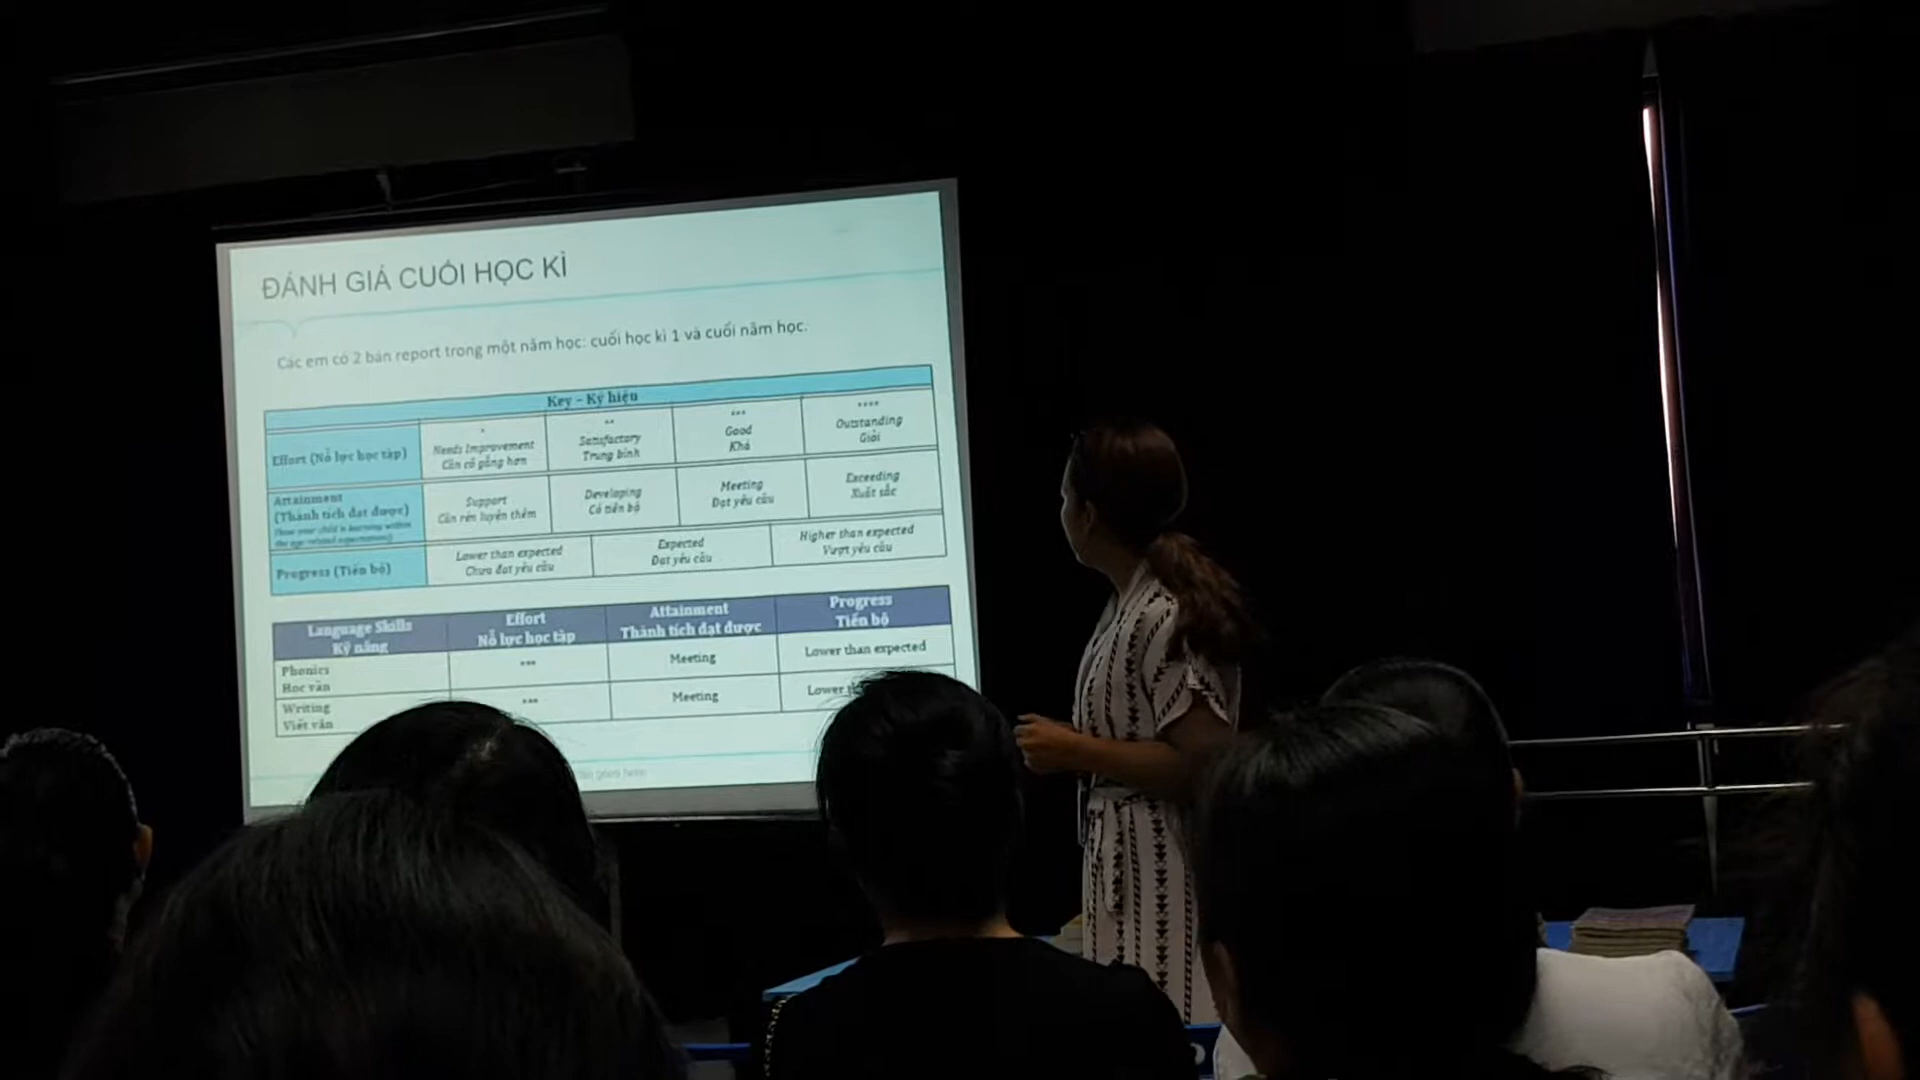 ĐÁNH GIÁ CUỐI HỌC KÌ
Các em có 2 bản report trong một năm học: cuối học kì 1 và cuối năm học.
Key – Ký hiệu
Effort (Nỗ lực học tập)
*
Needs Improvement
Cần cố gắng hơn
**
Satisfactory
Trung bình
***
Good
Khá
****
Outstanding
Giỏi
Attainment
(Thành tích đạt được)
Support
Cần rèn luyện thêm
Developing
Có tiến bộ
Meeting
Đạt yêu cầu
Exceeding
Xuất sắc
Progress (Tiến bộ)
Lower than expected
Chưa đạt yêu cầu
Expected
Đạt yêu cầu
Higher than expected
Vượt yêu cầu
Language Skills
Kỹ năng
Effort
Nỗ lực học tập
Attainment
Thành tích đạt được
Progress
Tiến bộ
Phonics
Học vần
***
Meeting
Lower than expected
Writing
Viết văn
***
Meeting
Lower
goes here